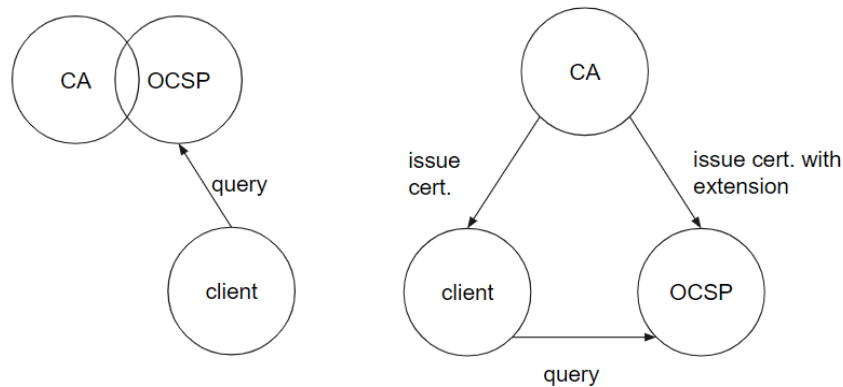 CA
OCSP
query
client
CA
issue
cert.
issue cert. with
extension
client
OCSP
query